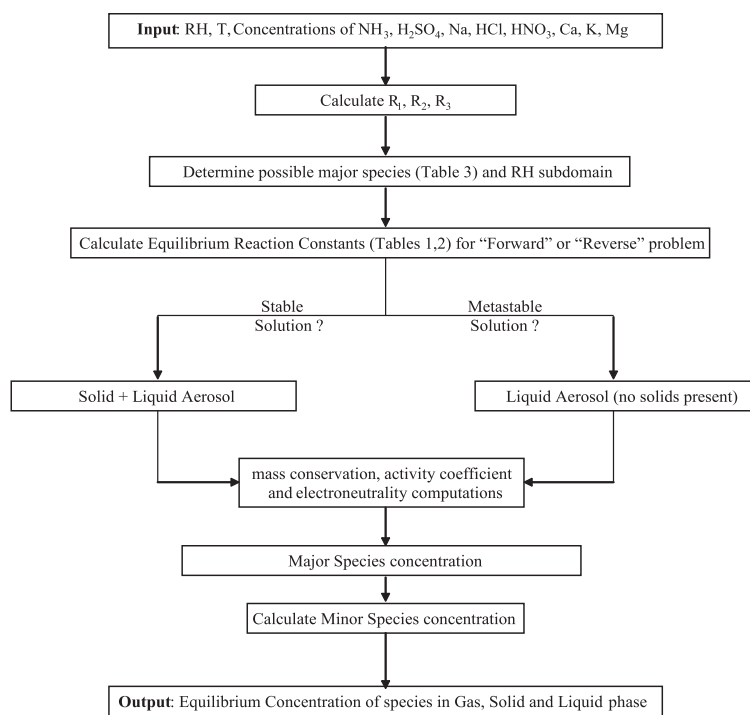 Input: RH, T, Concentrations of NH₃, H₂SO₄, Na, HCl, HNO₃, Ca, K, Mg
Calculate R₁, R₂, R₃
Determine possible major species (Table 3) and RH subdomain
Calculate Equilibrium Reaction Constants (Tables 1,2) for “Forward” or “Reverse” problem
Stable
Solution ?
Metastable
Solution ?
Solid + Liquid Aerosol
Liquid Aerosol (no solids present)
mass conservation, activity coefficient
and electroneutrality computations
Major Species concentration
Calculate Minor Species concentration
Output: Equilibrium Concentration of species in Gas, Solid and Liquid phase